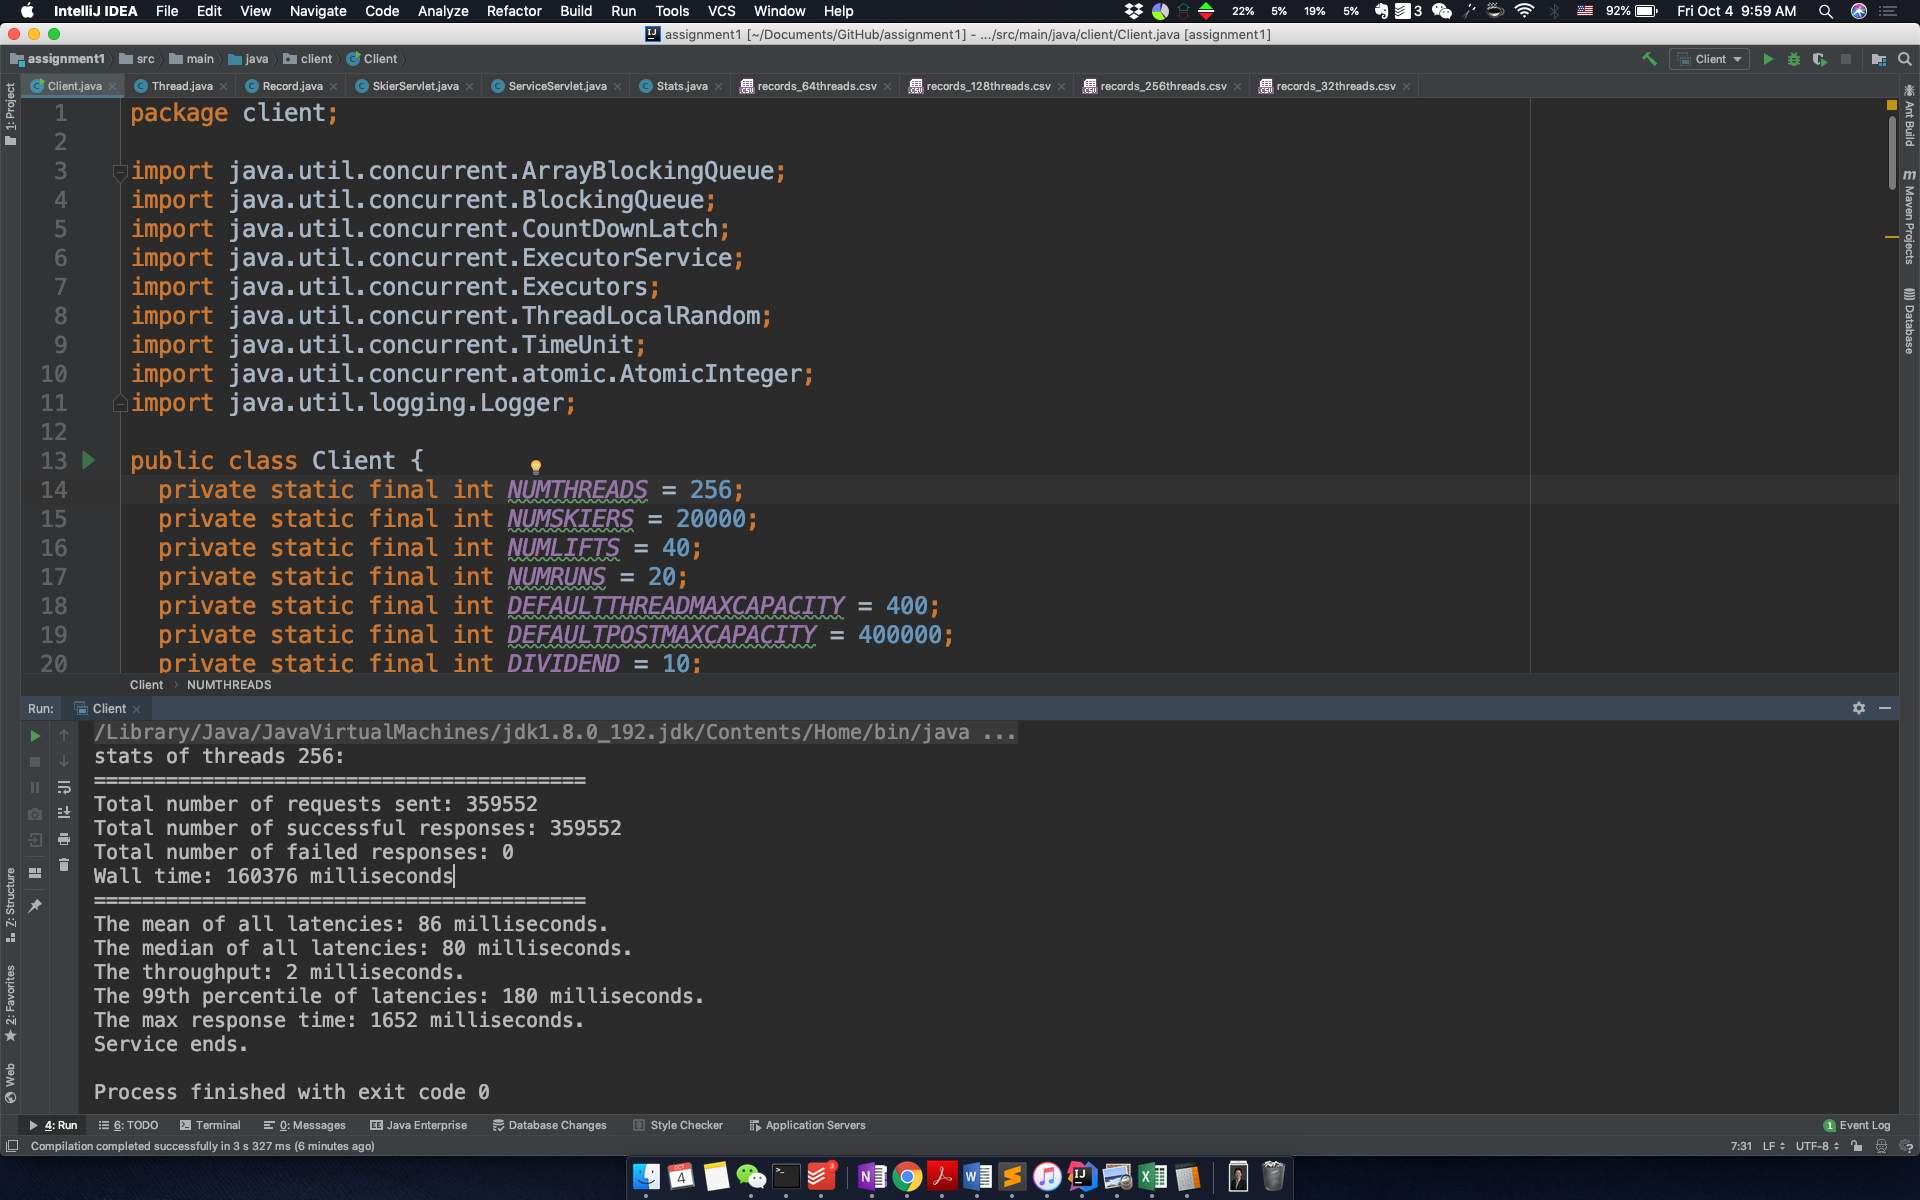 IntelliJ IDEA File Edit View Navigate Code Analyze Refactor Build Run Tools VCS Window Help 22% 5% 19% 5% 3 92% Fri Oct 4 9:59 AM
assignment1 [~/Documents/GitHub/assignment1] - .../src/main/java/client/Client.java [assignment1]
assignment1 src main java client Client Client
Client.java Thread.java Record.java SkierServlet.java ServiceServlet.java Stats.java records_64threads.csv records_128threads.csv records_256threads.csv records_32threads.csv
1: Project
Ant Build
Maven Projects
Database
1 package client;
2
3 import java.util.concurrent.ArrayBlockingQueue;
4 import java.util.concurrent.BlockingQueue;
5 import java.util.concurrent.CountDownLatch;
6 import java.util.concurrent.ExecutorService;
7 import java.util.concurrent.Executors;
8 import java.util.concurrent.ThreadLocalRandom;
9 import java.util.concurrent.TimeUnit;
10 import java.util.concurrent.atomic.AtomicInteger;
11 import java.util.logging.Logger;
12
13 public class Client {
14 private static final int NUMTHREADS = 256;
15 private static final int NUMSKIERS = 20000;
16 private static final int NUMLIFTS = 40;
17 private static final int NUMRUNS = 20;
18 private static final int DEFAULTTHREADMAXCAPACITY = 400;
19 private static final int DEFAULTPOSTMAXCAPACITY = 400000;
20 private static final int DIVIDEND = 10;
Client NUMTHREADS
Run: Client
/Library/Java/JavaVirtualMachines/jdk1.8.0_192.jdk/Contents/Home/bin/java ...
stats of threads 256:
=========================================
Total number of requests sent: 359552
Total number of successful responses: 359552
Total number of failed responses: 0
Wall time: 160376 milliseconds
=========================================
The mean of all latencies: 86 milliseconds.
The median of all latencies: 80 milliseconds.
The throughput: 2 milliseconds.
The 99th percentile of latencies: 180 milliseconds.
The max response time: 1652 milliseconds.
Service ends.
Process finished with exit code 0
Z: Structure
2: Favorites
Web
4: Run 6: TODO Terminal 0: Messages Java Enterprise Database Changes Style Checker Application Servers 1 Event Log
Compilation completed successfully in 3 s 327 ms (6 minutes ago) 7:31 LF UTF-8
OCT 4 3